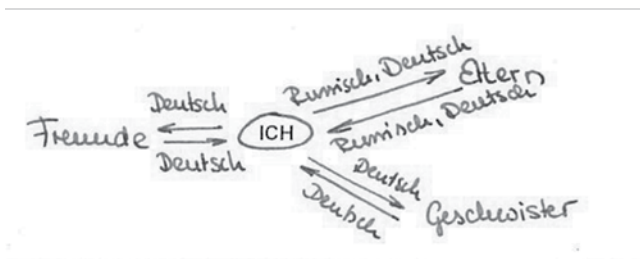 Russisch, Deutsch
Eltern
Russisch, Deutsch
Deutsch
Freunde
ICH
Deutsch
Deutsch
Deutsch
Geschwister